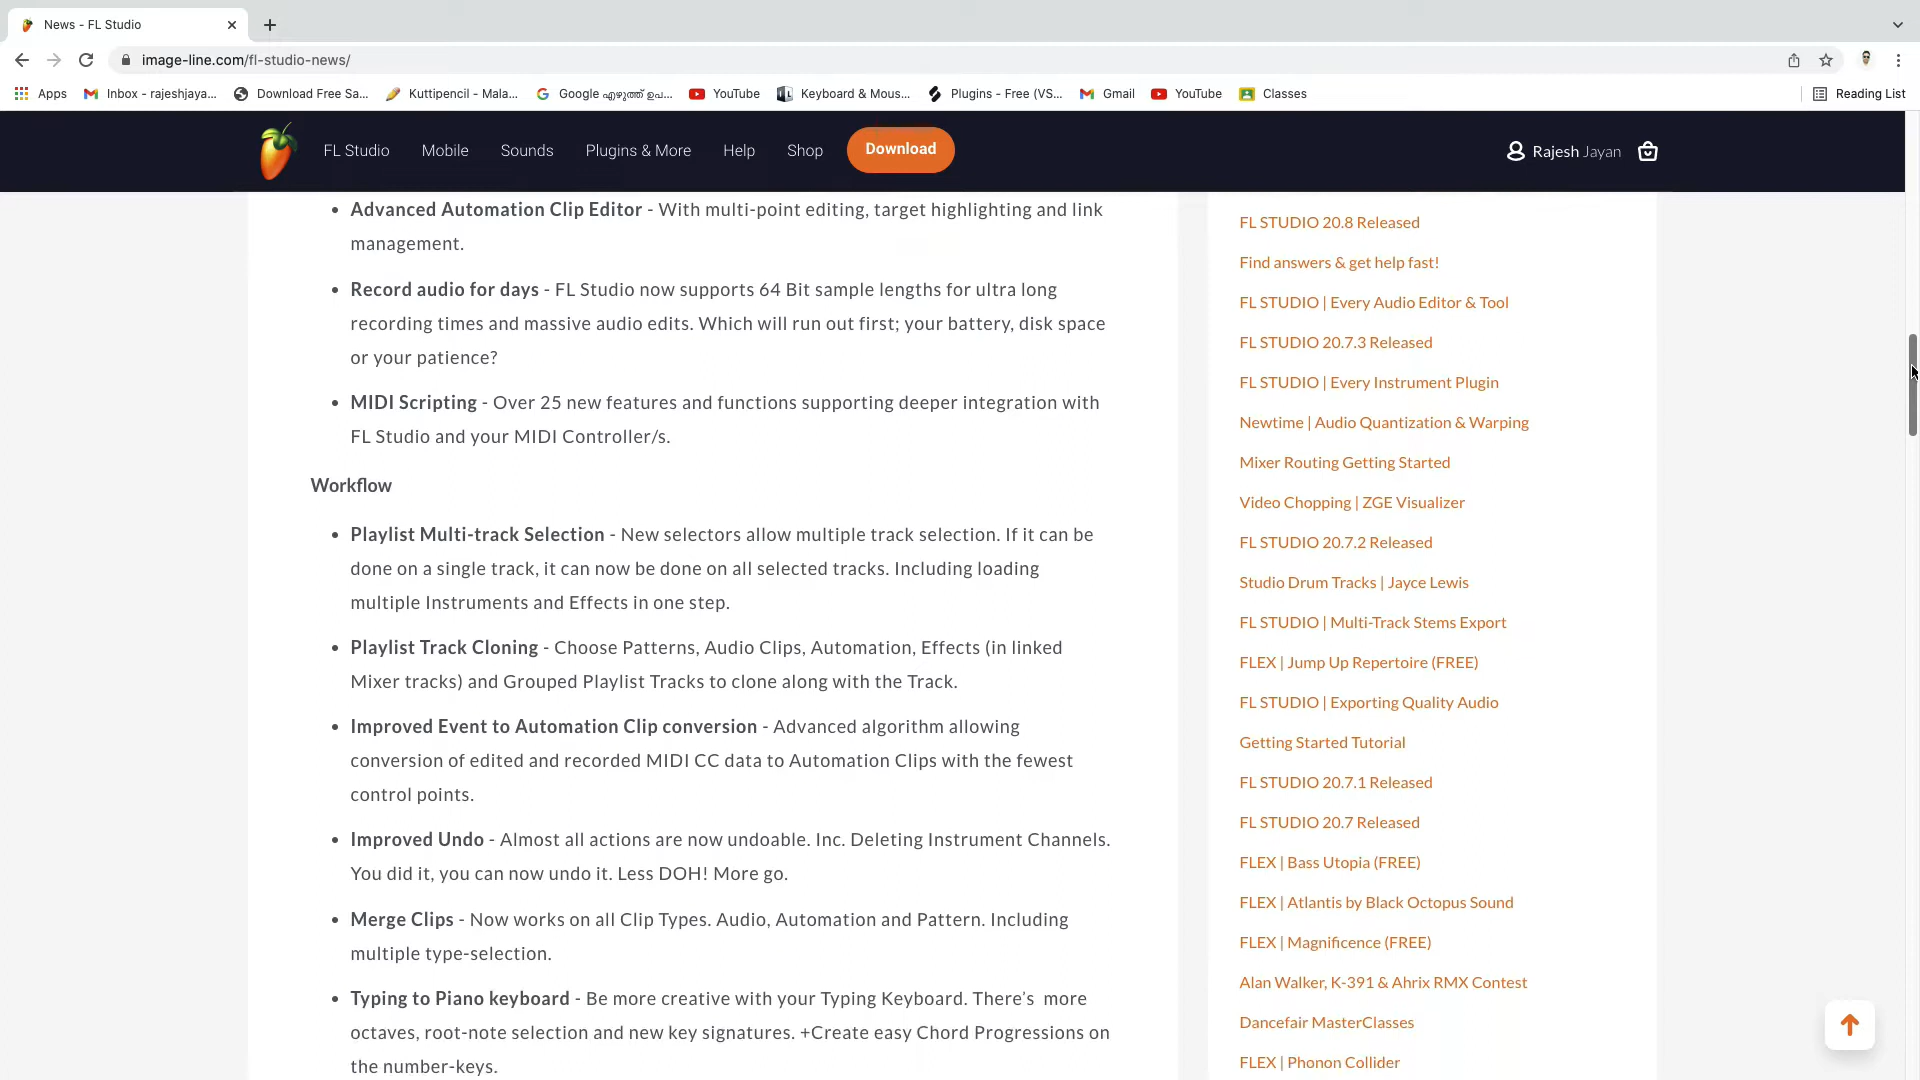 News - FL Studio
image-line.com/fl-studio-news/
Apps
Inbox - rajeshjaya...
Download Free Sa...
Kuttipencil - Mala...
Google എഴുത്ത് ഉപ...
YouTube
Keyboard & Mous...
Plugins - Free (VS...
Gmail
YouTube
Classes
Reading List
FL Studio
Mobile
Sounds
Plugins & More
Help
Shop
Download
Rajesh Jayan
• Advanced Automation Clip Editor - With multi-point editing, target highlighting and link
management.
• Record audio for days - FL Studio now supports 64 Bit sample lengths for ultra long
recording times and massive audio edits. Which will run out first; your battery, disk space
or your patience?
• MIDI Scripting - Over 25 new features and functions supporting deeper integration with
FL Studio and your MIDI Controller/s.
Workflow
• Playlist Multi-track Selection - New selectors allow multiple track selection. If it can be
done on a single track, it can now be done on all selected tracks. Including loading
multiple Instruments and Effects in one step.
• Playlist Track Cloning - Choose Patterns, Audio Clips, Automation, Effects (in linked
Mixer tracks) and Grouped Playlist Tracks to clone along with the Track.
• Improved Event to Automation Clip conversion - Advanced algorithm allowing
conversion of edited and recorded MIDI CC data to Automation Clips with the fewest
control points.
• Improved Undo - Almost all actions are now undoable. Inc. Deleting Instrument Channels.
You did it, you can now undo it. Less DOH! More go.
• Merge Clips - Now works on all Clip Types. Audio, Automation and Pattern. Including
multiple type-selection.
• Typing to Piano keyboard - Be more creative with your Typing Keyboard. There's more
octaves, root-note selection and new key signatures. +Create easy Chord Progressions on
the number-keys.
FL STUDIO 20.8 Released
Find answers & get help fast!
FL STUDIO | Every Audio Editor & Tool
FL STUDIO 20.7.3 Released
FL STUDIO | Every Instrument Plugin
Newtime | Audio Quantization & Warping
Mixer Routing Getting Started
Video Chopping | ZGE Visualizer
FL STUDIO 20.7.2 Released
Studio Drum Tracks | Jayce Lewis
FL STUDIO | Multi-Track Stems Export
FLEX | Jump Up Repertoire (FREE)
FL STUDIO | Exporting Quality Audio
Getting Started Tutorial
FL STUDIO 20.7.1 Released
FL STUDIO 20.7 Released
FLEX | Bass Utopia (FREE)
FLEX | Atlantis by Black Octopus Sound
FLEX | Magnificence (FREE)
Alan Walker, K-391 & Ahrix RMX Contest
Dancefair MasterClasses
FLEX | Phonon Collider